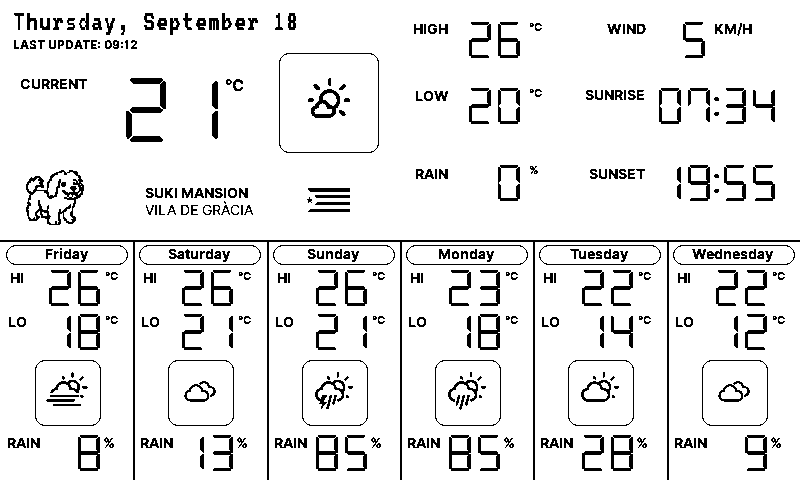 Thursday, September 18
LAST UPDATE: 09:12
CURRENT 21 °C
HIGH 26 °C
WIND 5 KM/H
LOW 20 °C
SUNRISE 07:34
RAIN 0 %
SUNSET 19:55
SUKI MANSION
VILA DE GRÀCIA
Friday
HI 26 °C
LO 18 °C
RAIN 8 %
Saturday
HI 26 °C
LO 21 °C
RAIN 13 %
Sunday
HI 26 °C
LO 21 °C
RAIN 85 %
Monday
HI 23 °C
LO 18 °C
RAIN 85 %
Tuesday
HI 22 °C
LO 14 °C
RAIN 28 %
Wednesday
HI 22 °C
LO 12 °C
RAIN 9 %